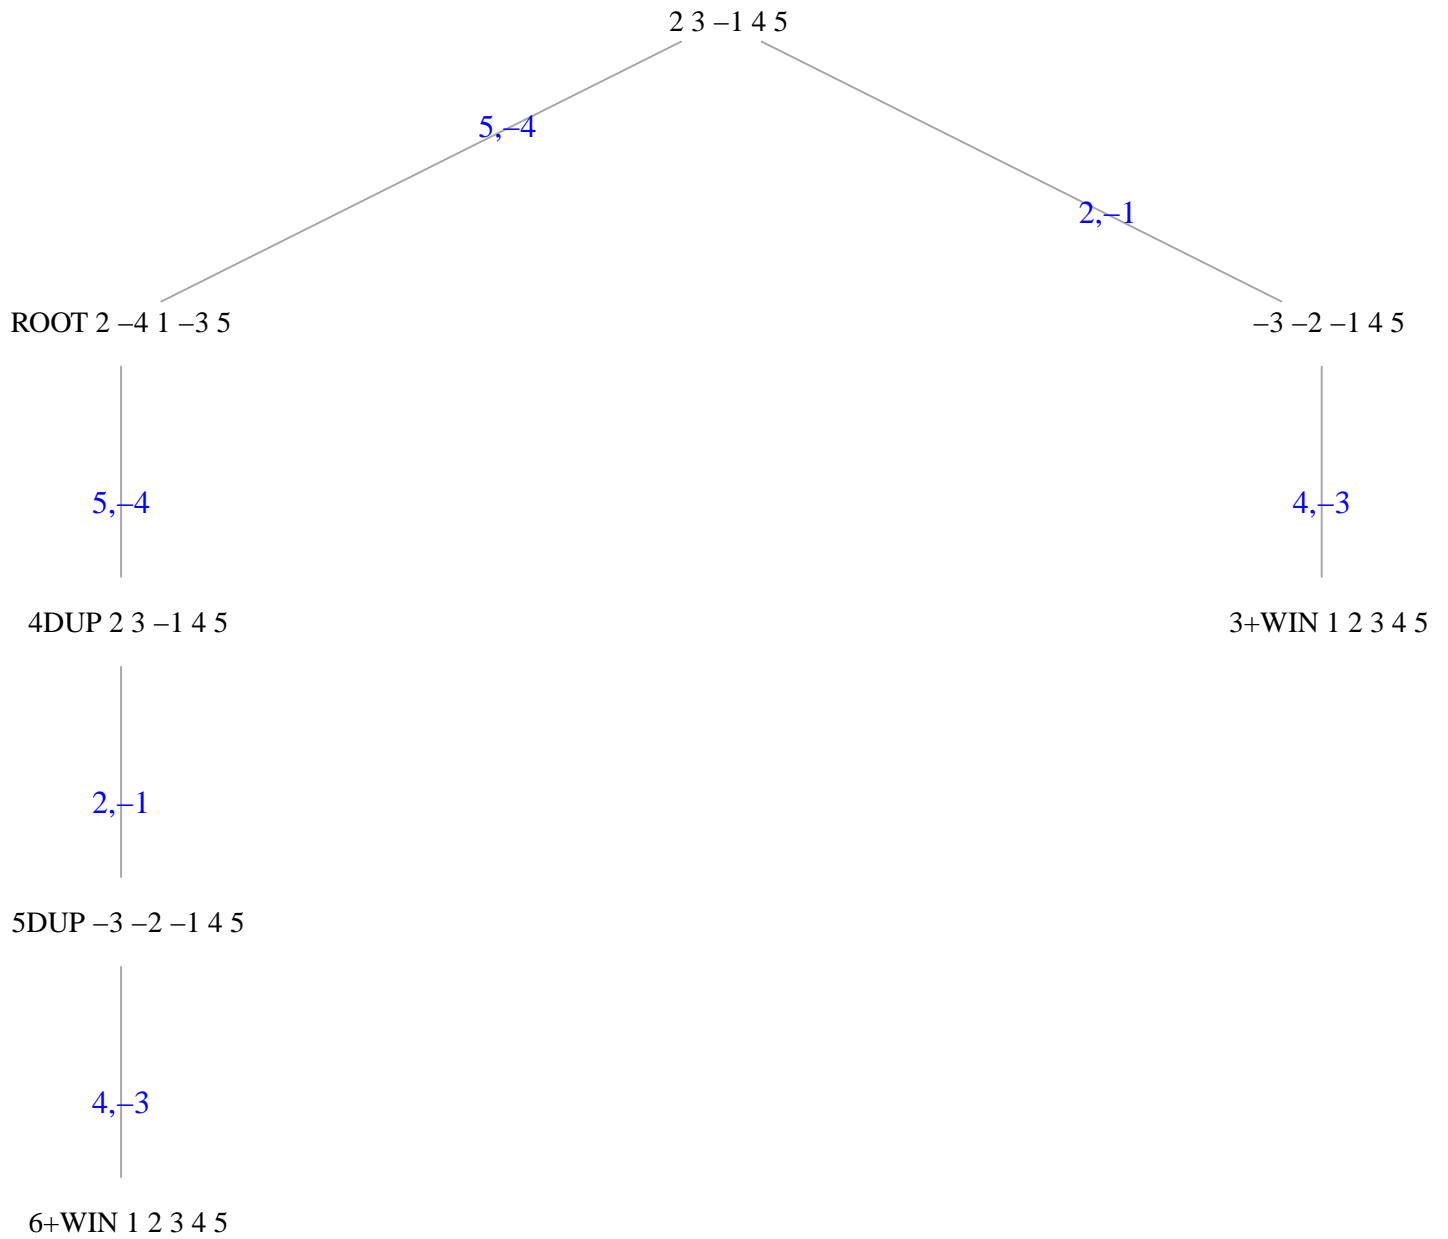 2 3 –1 4 5
5,–4
2,–1
ROOT 2 –4 1 –3 5
–3 –2 –1 4 5
5,–4
4,–3
4DUP 2 3 –1 4 5
3+WIN 1 2 3 4 5
2,–1
5DUP –3 –2 –1 4 5
4,–3
6+WIN 1 2 3 4 5